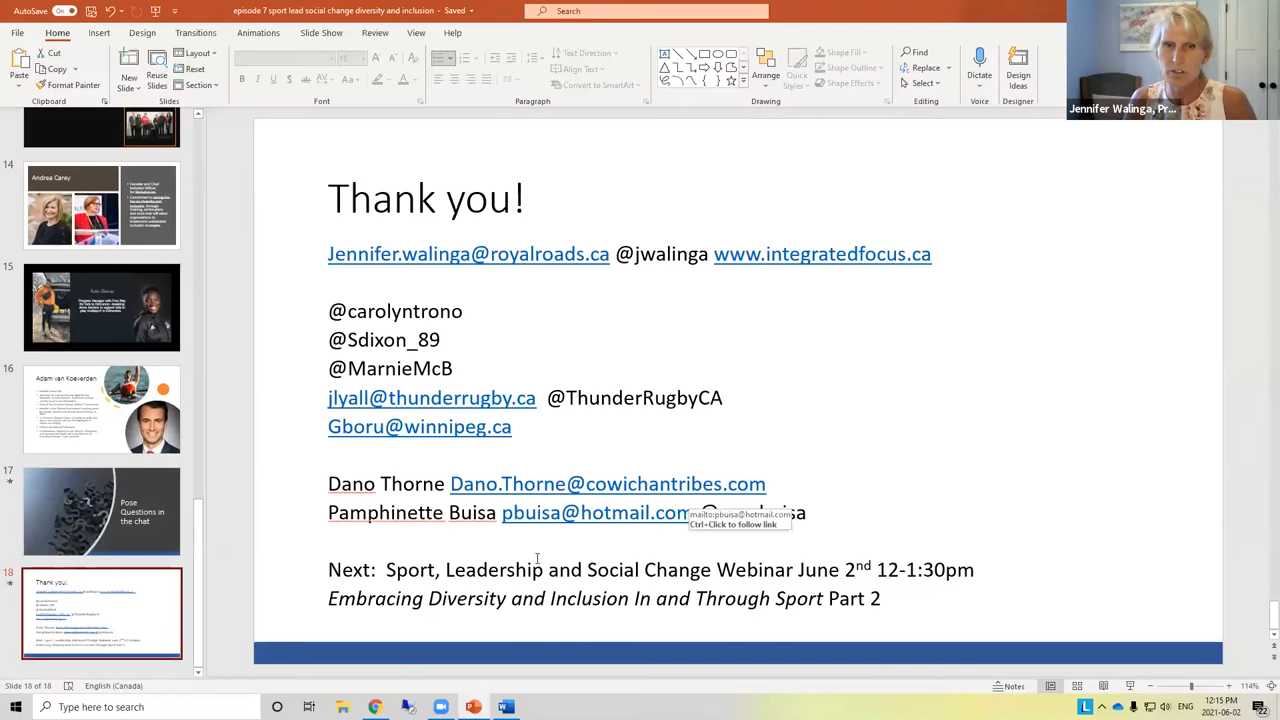 AutoSave On
episode 7 sport lead social change diversity and inclusion - Saved
Search
File Home Insert Design Transitions Animations Slide Show Review View Help
Paste
Cut
Copy
Format Painter
Clipboard
New Slide
Reuse Slides
Layout
Reset
Section
Slides
Font
Text Direction
Align Text
Convert to SmartArt
Paragraph
Arrange
Quick Styles
Shape Fill
Shape Outline
Shape Effects
Drawing
Find
Replace
Select
Editing
Dictate
Voice
Design Ideas
Designer
Jennifer Walinga, Pr...
14
Andrea Carey
15
16
Adam van Koeverden
17
Pose Questions in the chat
18
Thank you!
Thank you!
Jennifer.walinga@royalroads.ca @jwalinga www.integratedfocus.ca
@carolyntrono
@Sdixon_89
@MarnieMcB
jlyall@thunderrugby.ca @ThunderRugbyCA
Gboru@winnipeg.ca
Dano Thorne Dano.Thorne@cowichantribes.com
Pamphinette Buisa pbuisa@hotmail.com
mailto:pbuisa@hotmail.com
Ctrl+Click to follow link
Next: Sport, Leadership and Social Change Webinar June 2nd 12-1:30pm
Embracing Diversity and Inclusion In and Through Sport Part 2
Slide 18 of 18 English (Canada) Notes 114%
Type here to search
ENG
12:15 PM
2021-06-02
22